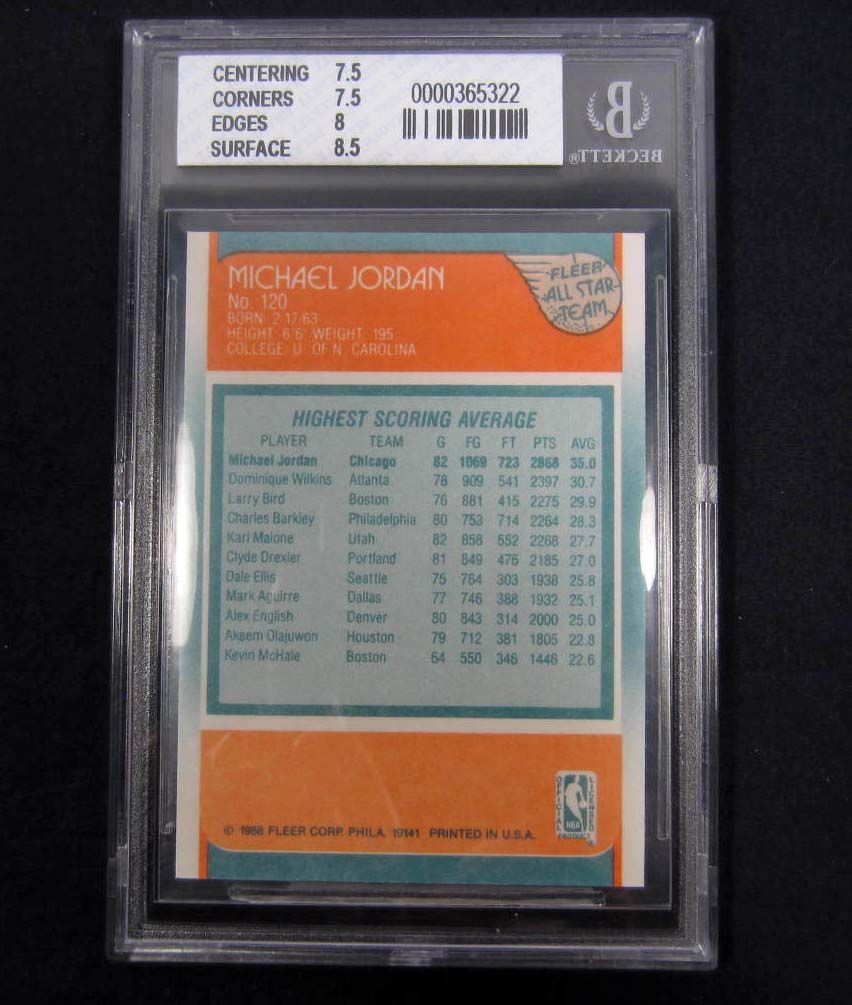 CENTERING 7.5
CORNERS 7.5
EDGES 8
SURFACE 8.5
0000365322
B
BECKETT®
MICHAEL JORDAN
No. 120
BORN 2·17·63
HEIGHT 6'6" WEIGHT 195
COLLEGE U. OF N. CAROLINA
FLEER
ALL STAR
TEAM
HIGHEST SCORING AVERAGE
PLAYER TEAM G FG FT PTS AVG
Michael Jordan Chicago 82 1069 723 2868 35.0
Dominique Wilkins Atlanta 78 909 541 2397 30.7
Larry Bird Boston 76 881 415 2275 29.9
Charles Barkley Philadelphia 80 753 714 2264 28.3
Karl Malone Utah 82 858 552 2268 27.7
Clyde Drexler Portland 81 849 476 2185 27.0
Dale Ellis Seattle 75 764 303 1938 25.8
Mark Aguirre Dallas 77 746 388 1932 25.1
Alex English Denver 80 843 314 2000 25.0
Akeem Olajuwon Houston 79 712 381 1805 22.8
Kevin McHale Boston 64 550 346 1446 22.6
OFFICIAL
LICENSED
NBA
PRODUCT
© 1988 FLEER CORP. PHILA. 19141 PRINTED IN U.S.A.